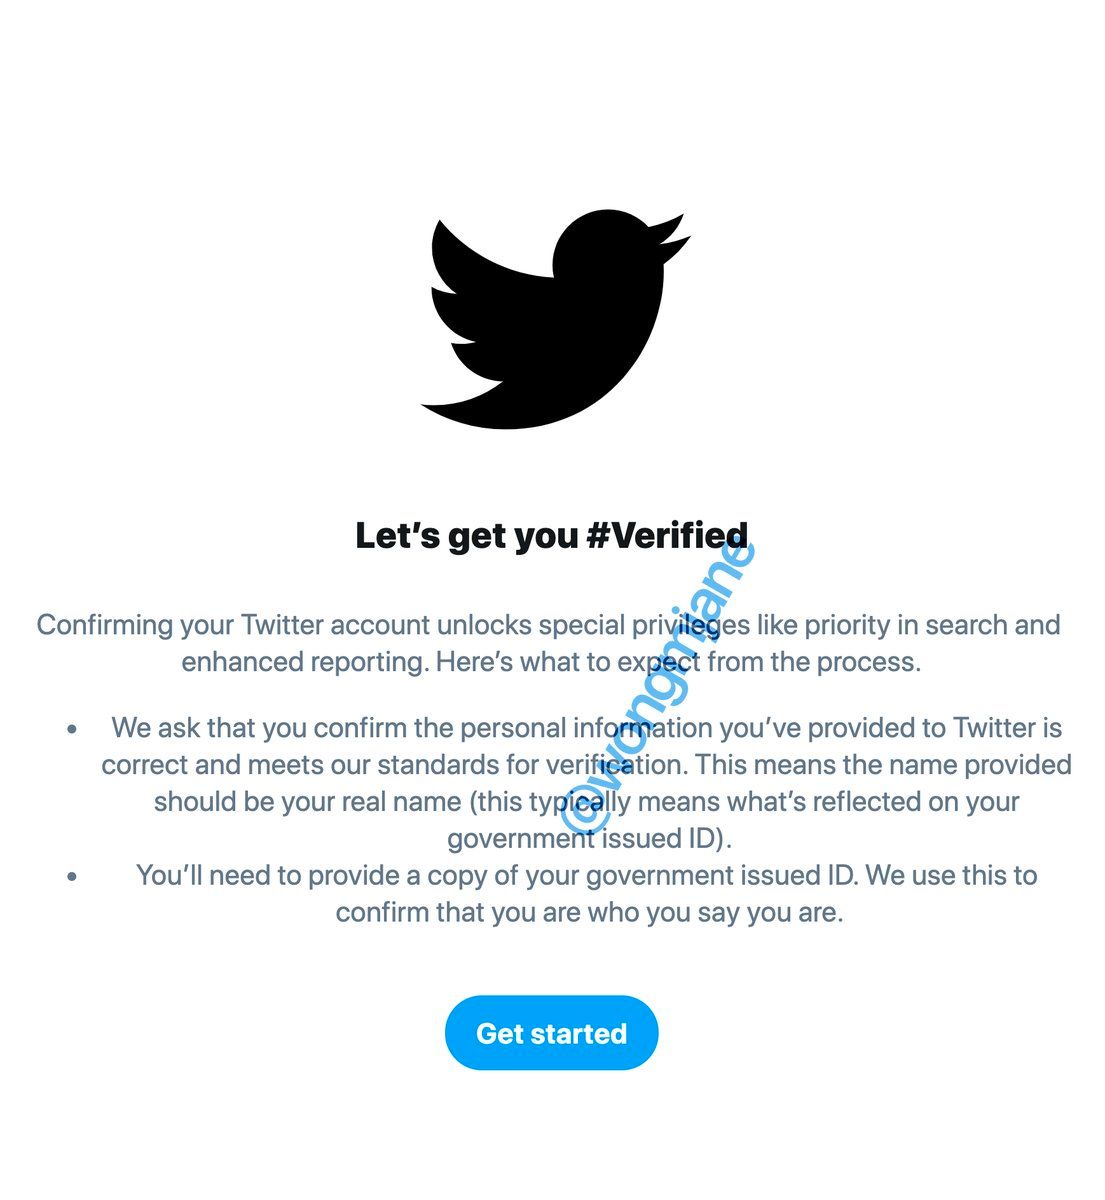 Let’s get you #Verified
Confirming your Twitter account unlocks special privileges like priority in search and
enhanced reporting. Here’s what to expect from the process.
• We ask that you confirm the personal information you’ve provided to Twitter is
correct and meets our standards for verification. This means the name provided
should be your real name (this typically means what’s reflected on your
government issued ID).
• You’ll need to provide a copy of your government issued ID. We use this to
confirm that you are who you say you are.
Get started
@wongmjane